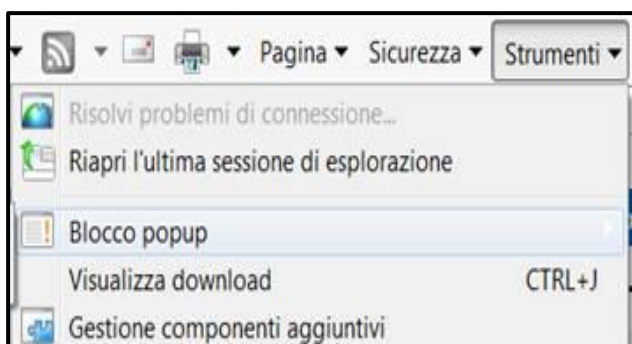 Pagina Sicurezza Strumenti
Risolvi problemi di connessione...
Riapri l'ultima sessione di esplorazione
Blocco popup
Visualizza download CTRL+J
Gestione componenti aggiuntivi